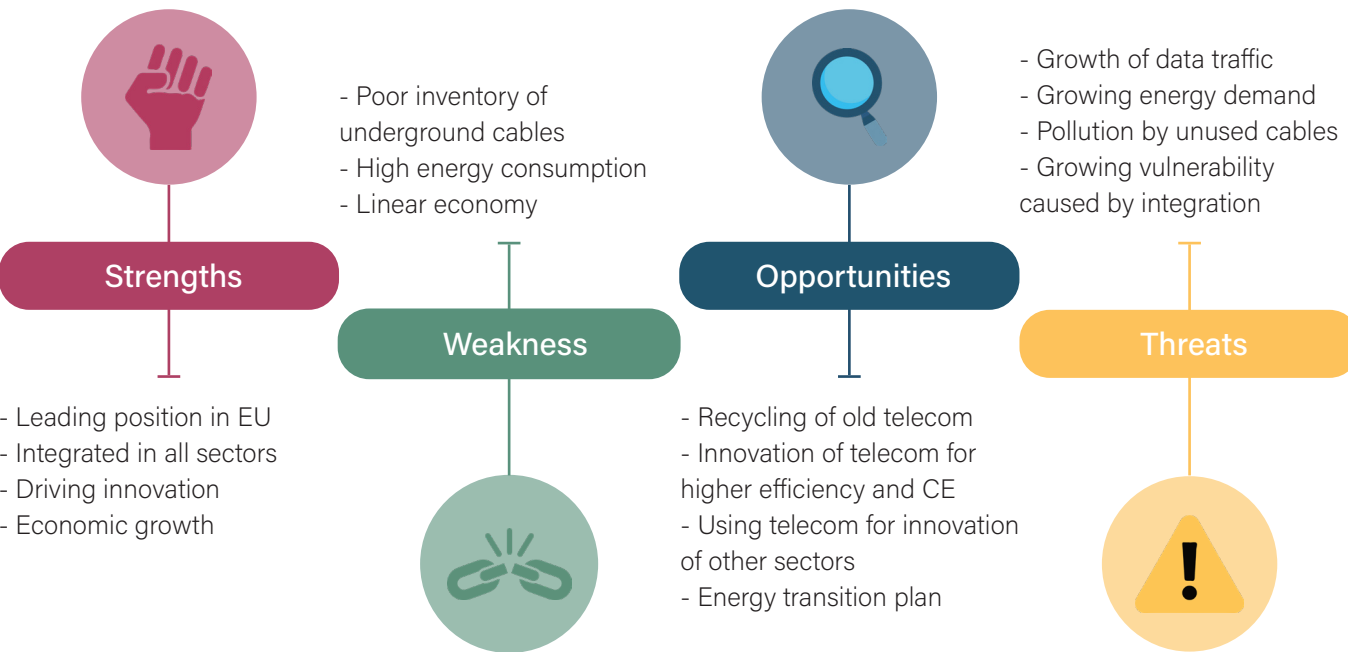 Strengths
- Leading position in EU
- Integrated in all sectors
- Driving innovation
- Economic growth
- Poor inventory of
underground cables
- High energy consumption
- Linear economy
Weakness
Opportunities
- Recycling of old telecom
- Innovation of telecom for
higher efficiency and CE
- Using telecom for innovation
of other sectors
- Energy transition plan
- Growth of data traffic
- Growing energy demand
- Pollution by unused cables
- Growing vulnerability
caused by integration
Threats